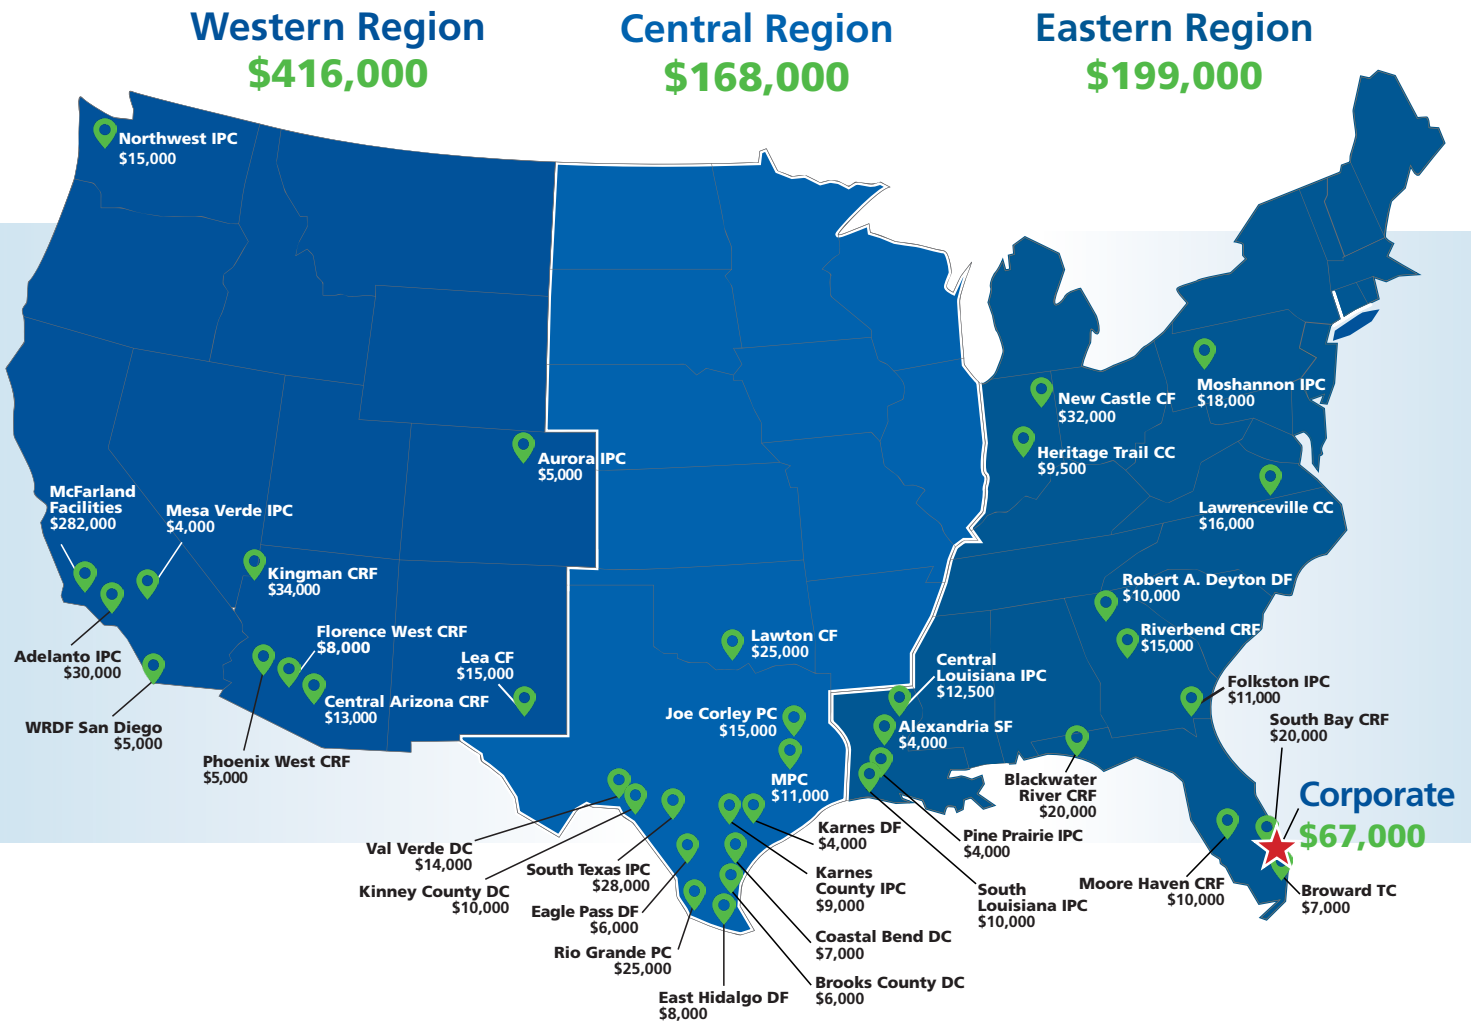 Western Region
$416,000
Central Region
$168,000
Eastern Region
$199,000
Northwest IPC
$15,000
Aurora IPC
$5,000
McFarland
Facilities
$282,000
Mesa Verde IPC
$4,000
Kingman CRF
$34,000
Florence West CRF
$8,000
Lea CF
$15,000
Adelanto IPC
$30,000
Central Arizona CRF
$13,000
WRDF San Diego
$5,000
Phoenix West CRF
$5,000
Lawton CF
$25,000
Joe Corley PC
$15,000
MPC
$11,000
Val Verde DC
$14,000
Kinney County DC
$10,000
South Texas IPC
$28,000
Eagle Pass DF
$6,000
Rio Grande PC
$25,000
East Hidalgo DF
$8,000
Karnes DF
$4,000
Karnes
County IPC
$9,000
Coastal Bend DC
$7,000
Brooks County DC
$6,000
Moshannon IPC
$18,000
New Castle CF
$32,000
Heritage Trail CC
$9,500
Lawrenceville CC
$16,000
Robert A. Deyton DF
$10,000
Riverbend CRF
$15,000
Central
Louisiana IPC
$12,500
Alexandria SF
$4,000
Folkston IPC
$11,000
South Bay CRF
$20,000
Blackwater
River CRF
$20,000
Pine Prairie IPC
$4,000
South
Louisiana IPC
$10,000
Moore Haven CRF
$10,000
Corporate
$67,000
Broward TC
$7,000